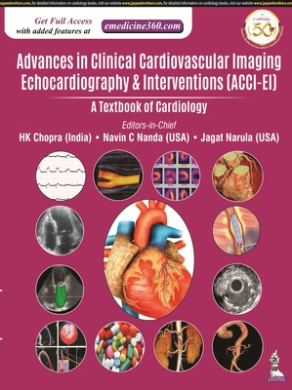 Get Full Access
with added features at
emedicine360.com
50
Advances in Clinical Cardiovascular Imaging
Echocardiography & Interventions (ACCI-EI)
A Textbook of Cardiology
Editors-in-Chief
HK Chopra (India) • Navin C Nanda (USA) • Jagat Narula (USA)
JAYPEE